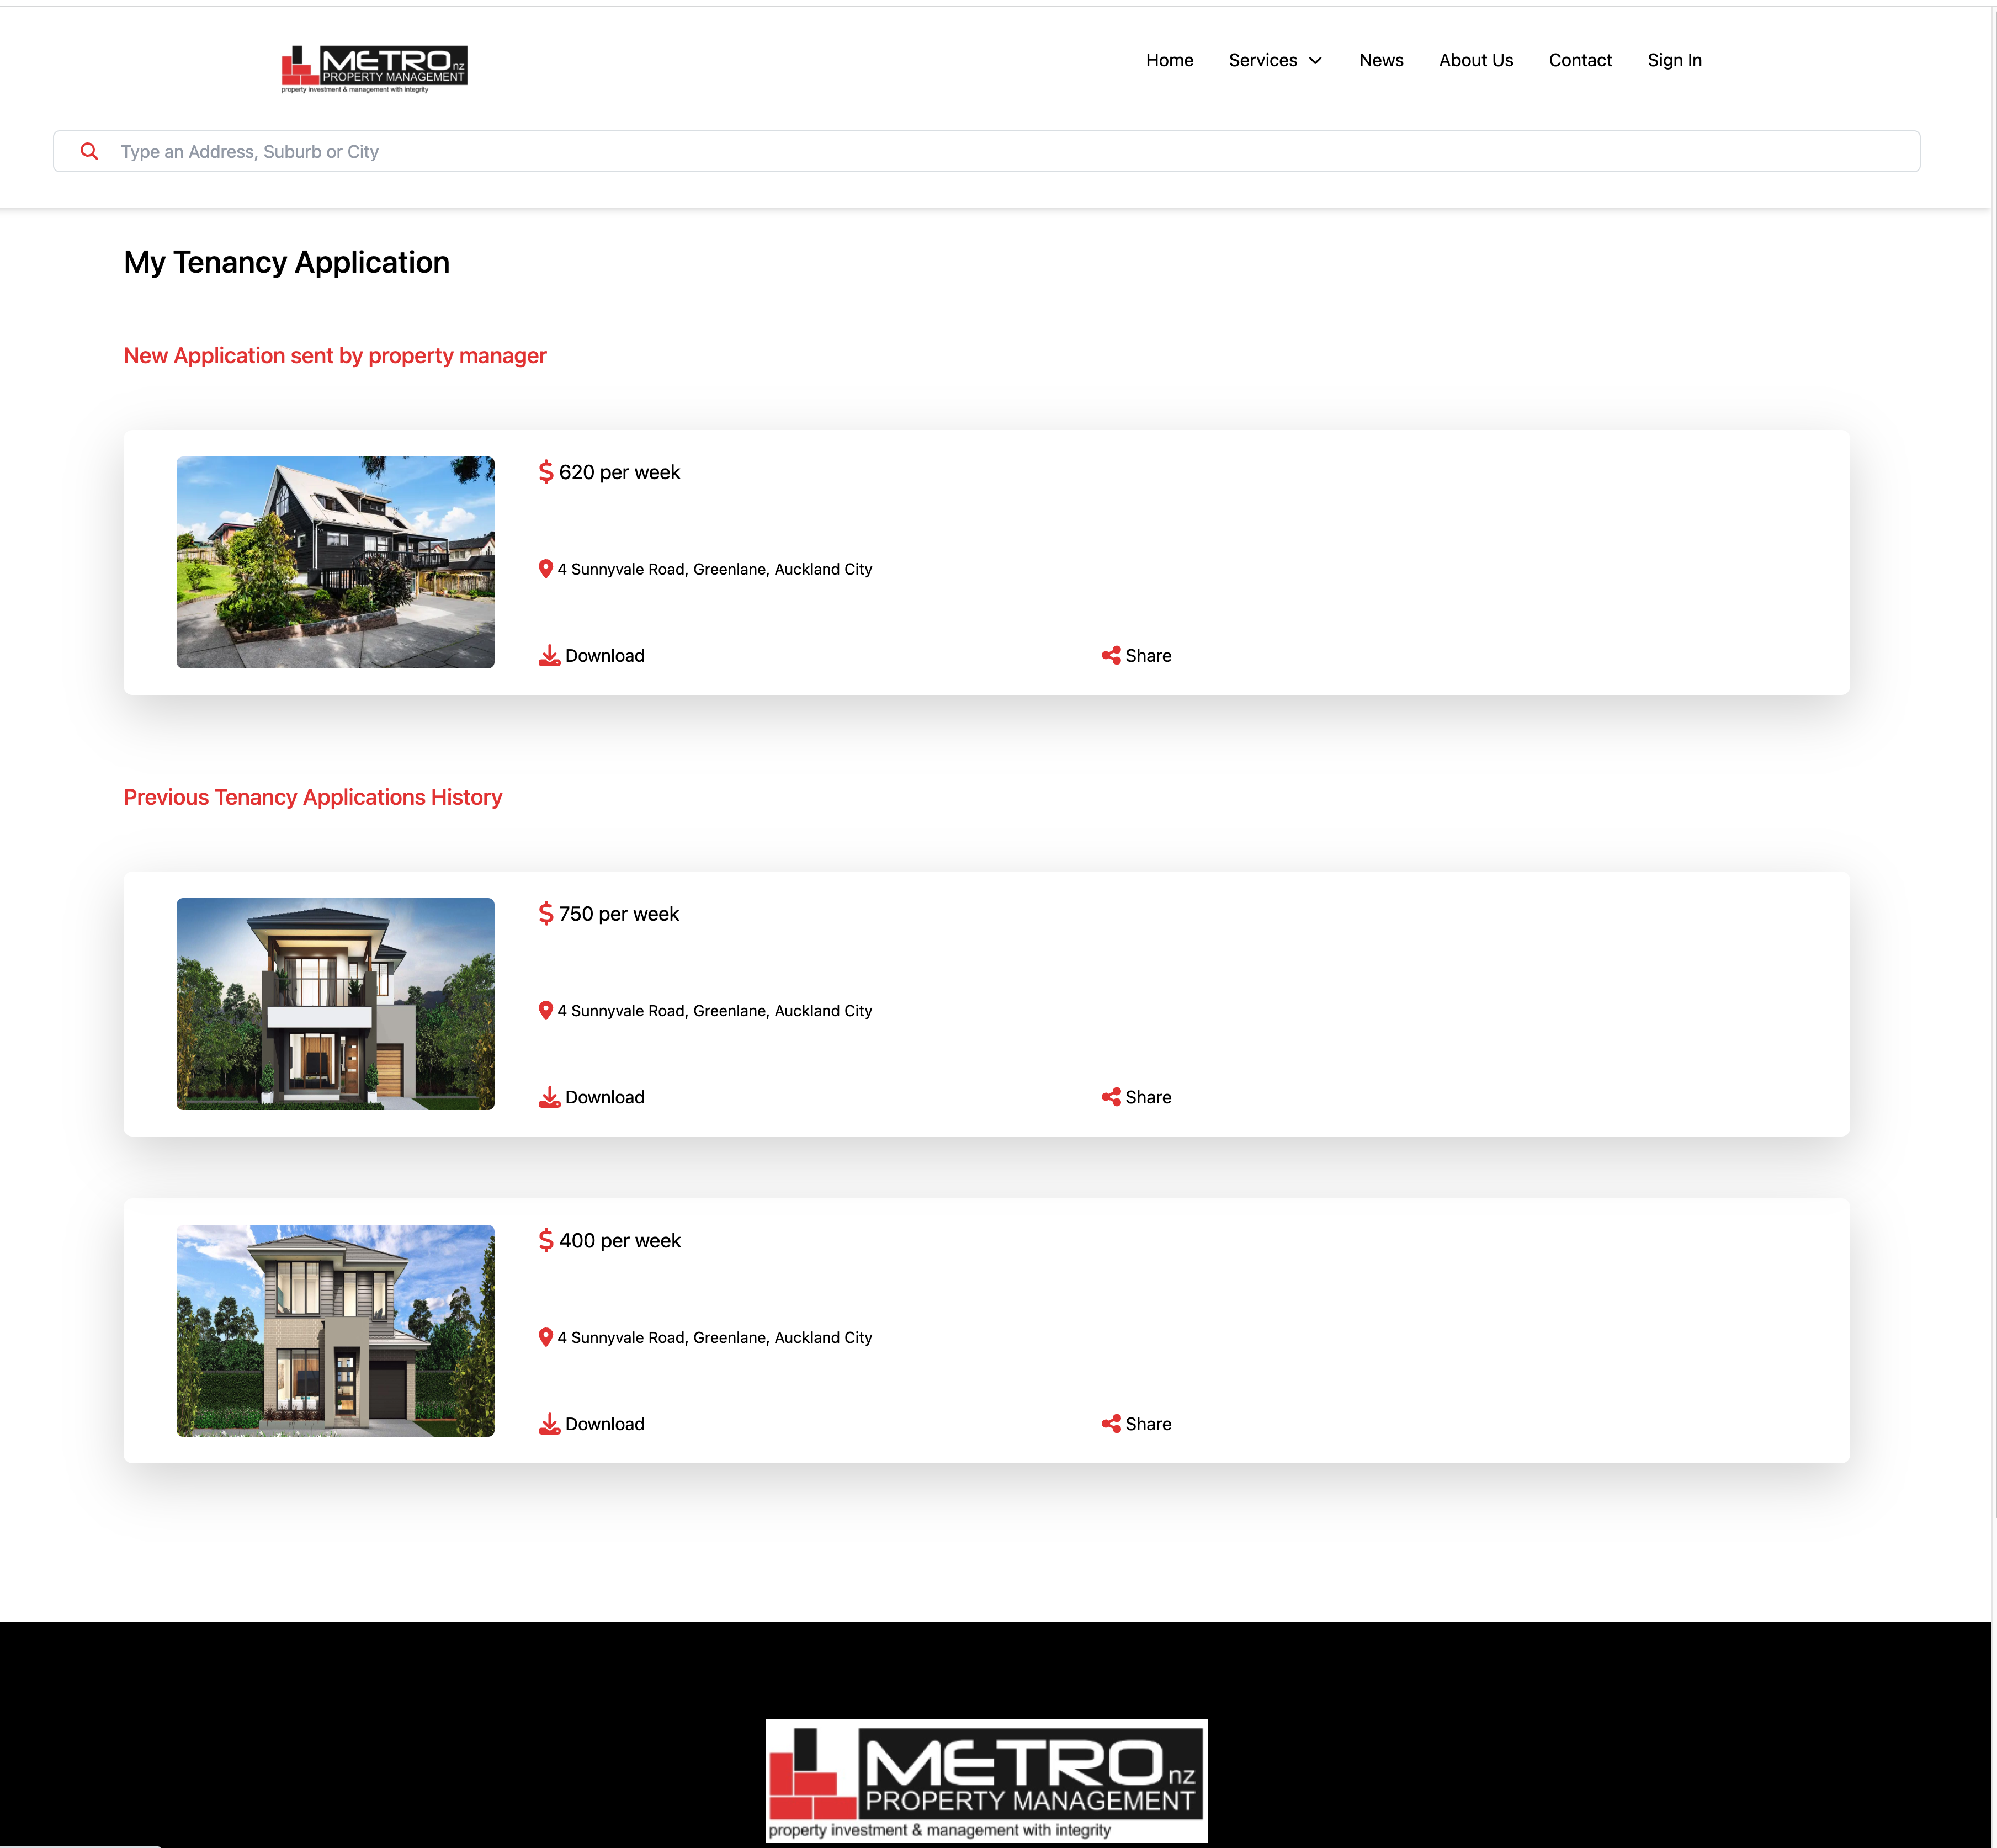 METRO nz
PROPERTY MANAGEMENT
property investment & management with integrity
Home Services News About Us Contact Sign In
Type an Address, Suburb or City
My Tenancy Application
New Application sent by property manager
$ 620 per week
4 Sunnyvale Road, Greenlane, Auckland City
Download Share
Previous Tenancy Applications History
$ 750 per week
4 Sunnyvale Road, Greenlane, Auckland City
Download Share
$ 400 per week
4 Sunnyvale Road, Greenlane, Auckland City
Download Share
METRO nz
PROPERTY MANAGEMENT
property investment & management with integrity